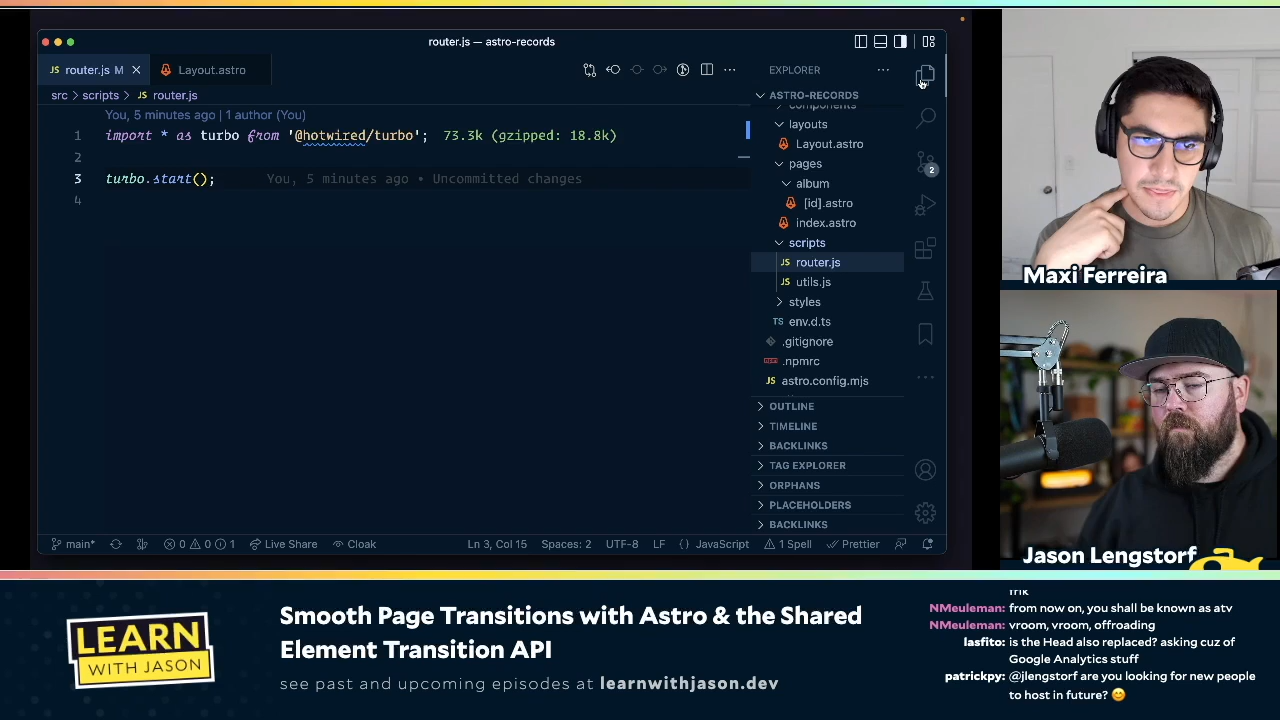 router.js — astro-records
router.js M
Layout.astro
EXPLORER
src > scripts > router.js
ASTRO-RECORDS
components
You, 5 minutes ago | 1 author (You)
1 import * as turbo from '@hotwired/turbo'; 73.3k (gzipped: 18.8k)
2
3 turbo.start(); You, 5 minutes ago • Uncommitted changes
4
layouts
Layout.astro
pages
album
[id].astro
index.astro
scripts
router.js
utils.js
styles
env.d.ts
.gitignore
.npmrc
astro.config.mjs
OUTLINE
TIMELINE
BACKLINKS
TAG EXPLORER
ORPHANS
PLACEHOLDERS
BACKLINKS
2
main* 0 0 1 Live Share Cloak Ln 3, Col 15 Spaces: 2 UTF-8 LF {} JavaScript 1 Spell Prettier
Maxi Ferreira
Jason Lengstorf
LEARN
WITH JASON
Smooth Page Transitions with Astro & the Shared
Element Transition API
see past and upcoming episodes at learnwithjason.dev
NMeuleman: from now on, you shall be known as atv
NMeuleman: vroom, vroom, offroading
lasfito: is the Head also replaced? asking cuz of
Google Analytics stuff
patrickpy: @jlengstorf are you looking for new people
to host in future? 😊